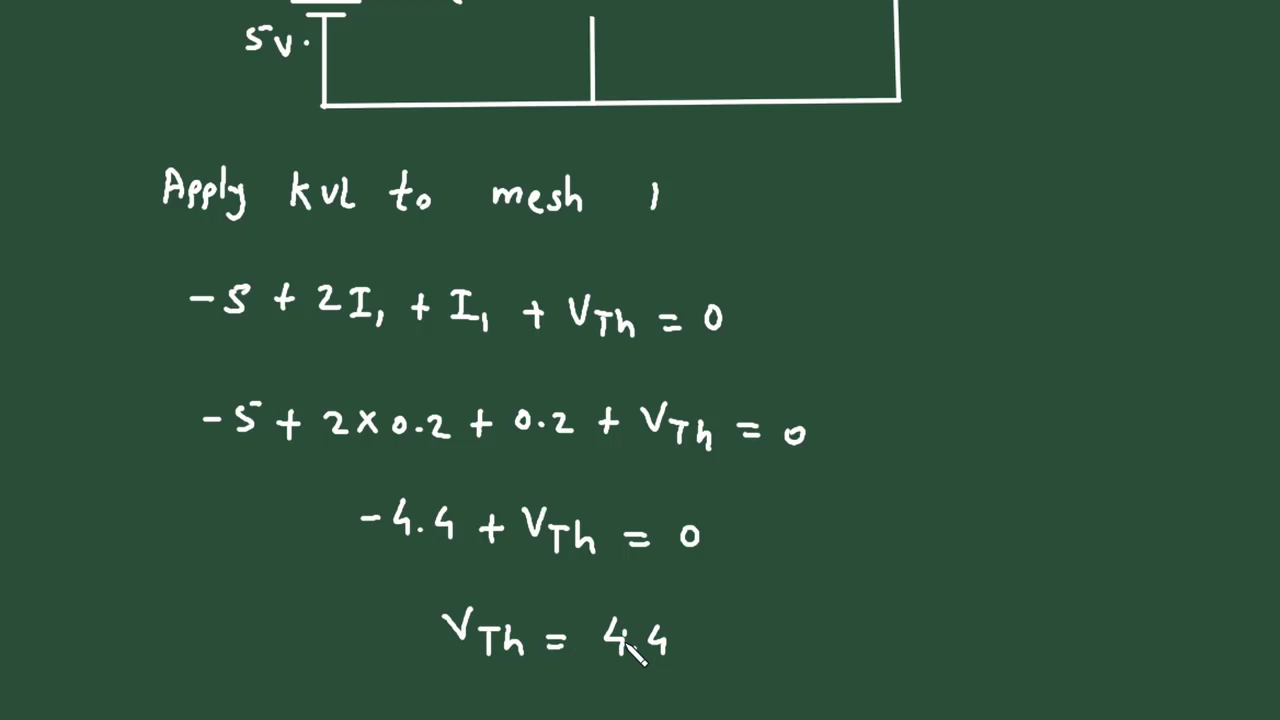 5V.
Apply kVL to mesh 1
-5 + 2I₁ + I₁ + V_Th = 0
-5 + 2×0.2 + 0.2 + V_Th = 0
-4.4 + V_Th = 0
V_Th = 4.4